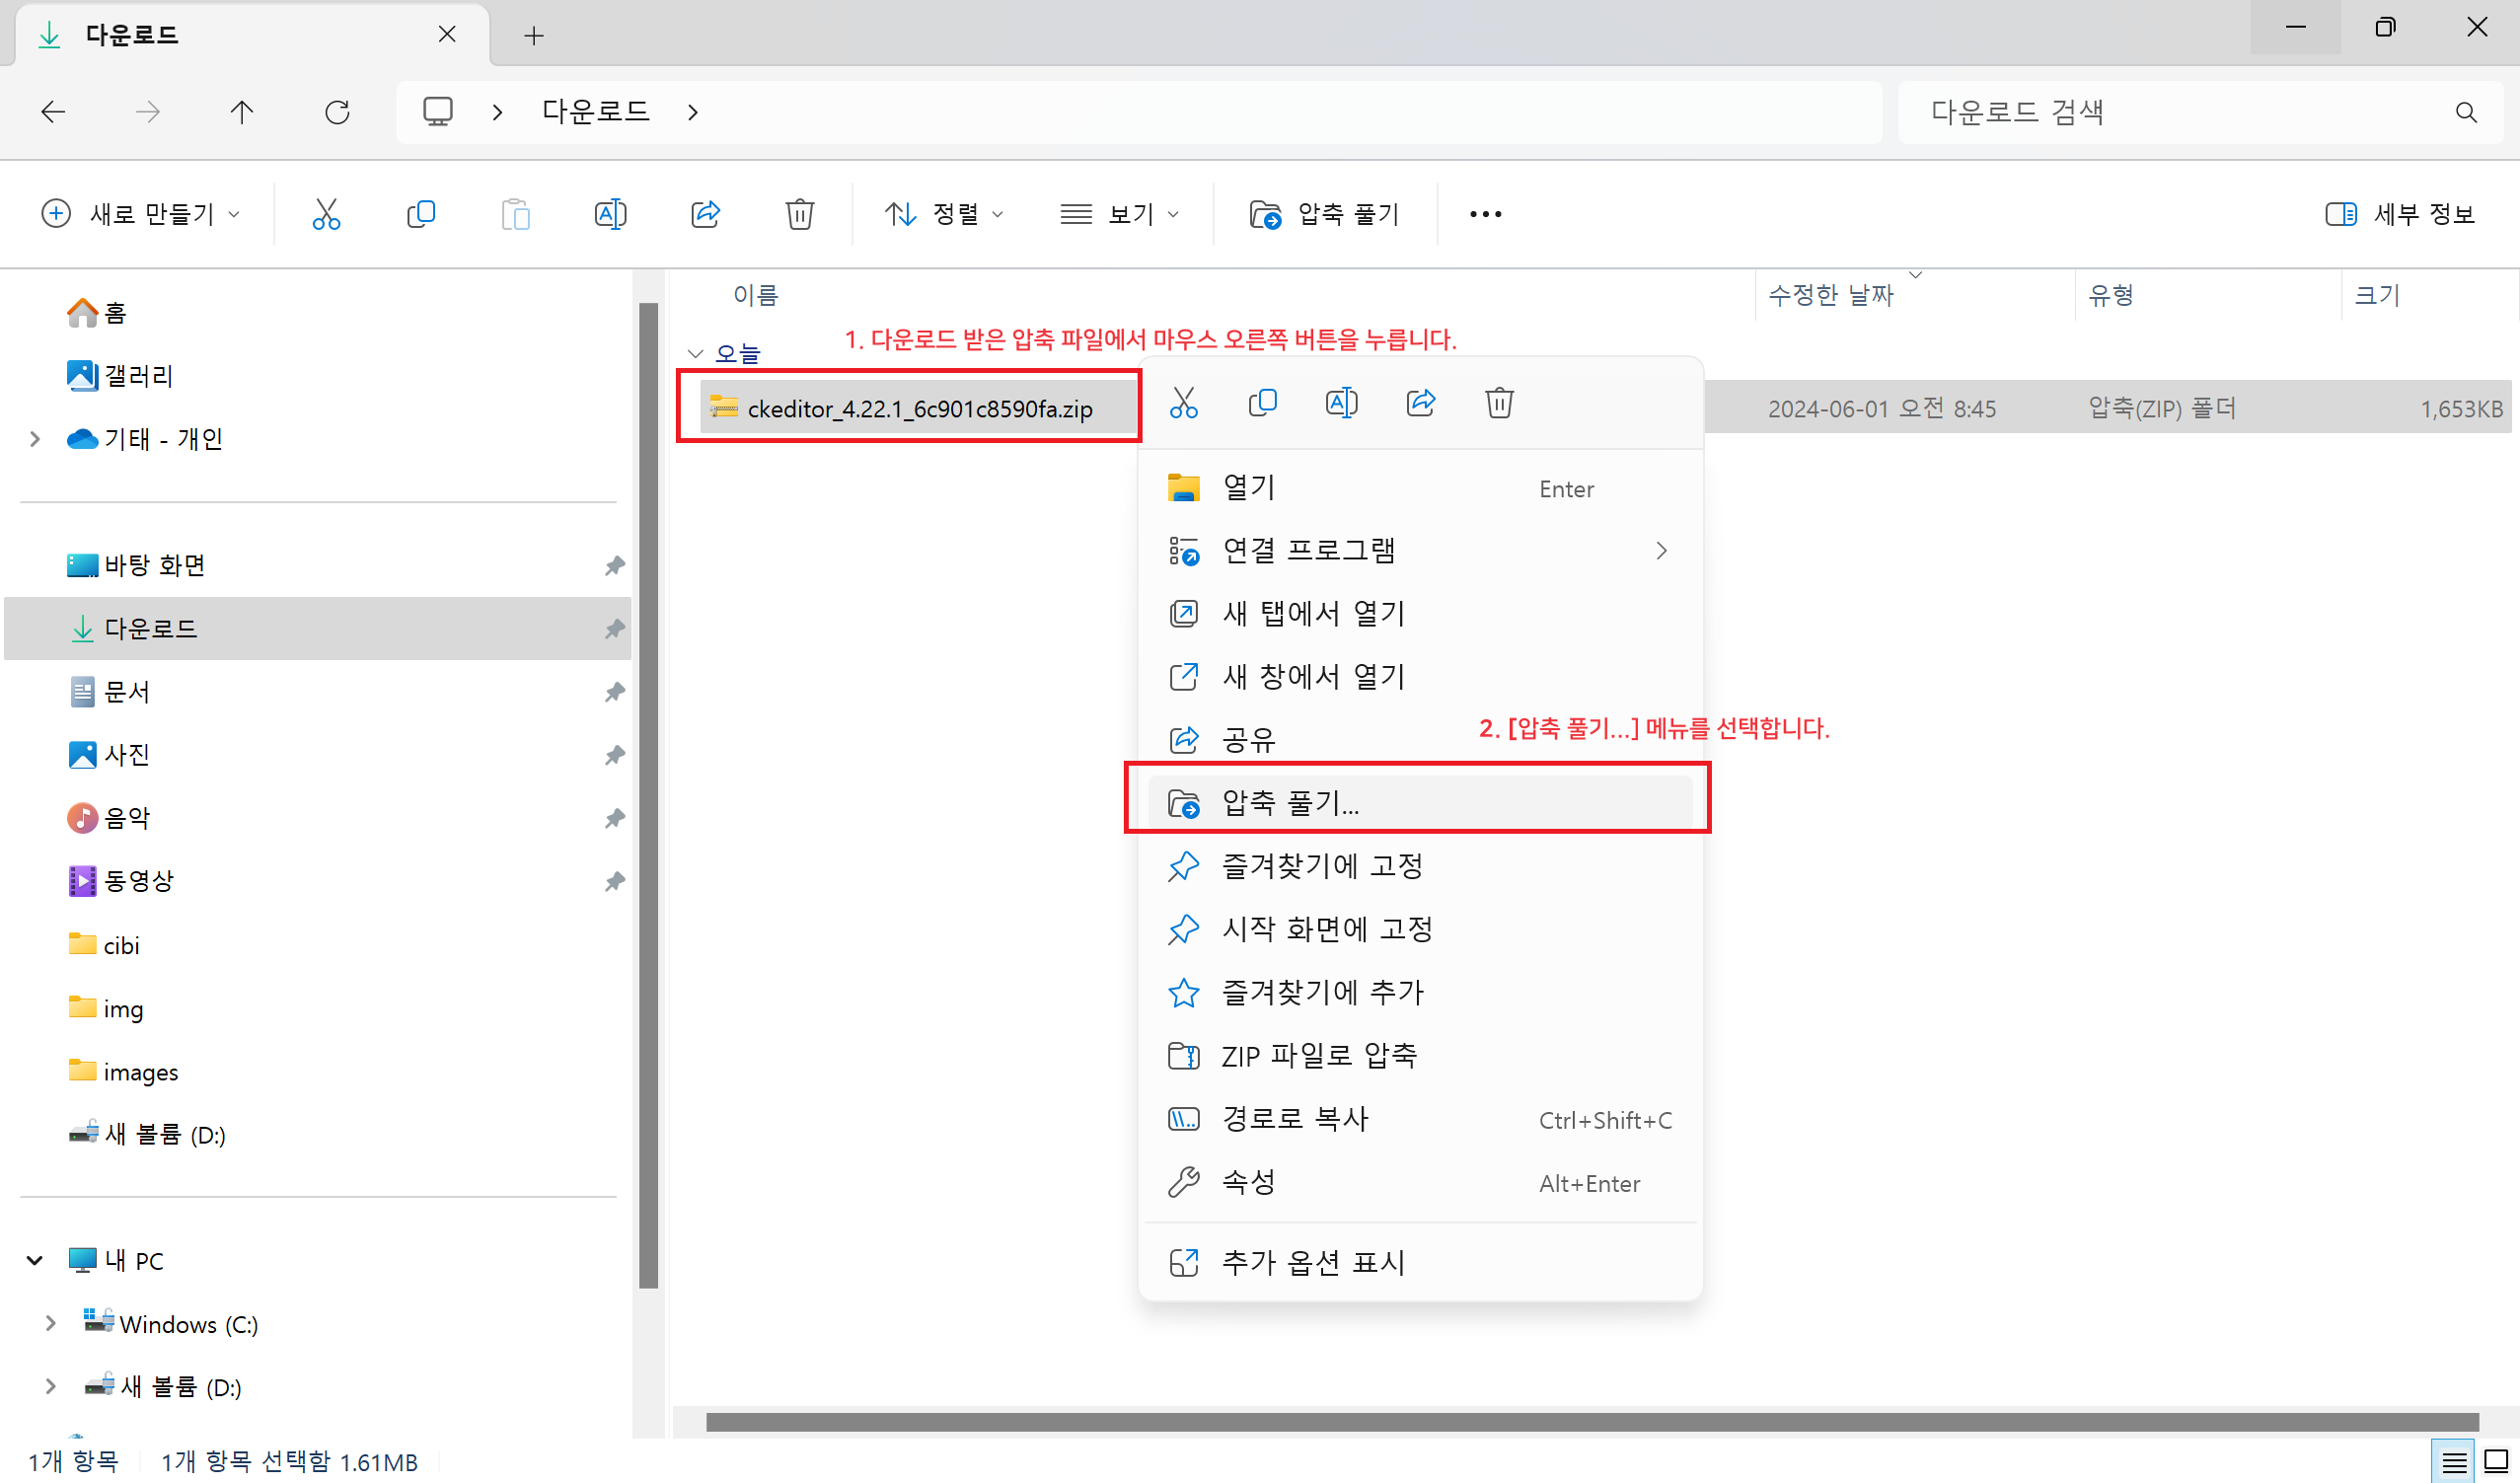 다운로드
다운로드
다운로드 검색
새로 만들기
정렬
보기
압축 풀기
세부 정보
이름
수정한 날짜
유형
크기
홈
갤러리
기태 - 개인
바탕 화면
다운로드
문서
사진
음악
동영상
cibi
img
images
새 볼륨 (D:)
내 PC
Windows (C:)
새 볼륨 (D:)
오늘
1. 다운로드 받은 압축 파일에서 마우스 오른쪽 버튼을 누릅니다.
ckeditor_4.22.1_6c901c8590fa.zip
2024-06-01 오전 8:45
압축(ZIP) 폴더
1,653KB
열기 Enter
연결 프로그램
새 탭에서 열기
새 창에서 열기
공유
2. [압축 풀기...] 메뉴를 선택합니다.
압축 풀기...
즐겨찾기에 고정
시작 화면에 고정
즐겨찾기에 추가
ZIP 파일로 압축
경로로 복사 Ctrl+Shift+C
속성 Alt+Enter
추가 옵션 표시
1개 항목
1개 항목 선택함 1.61MB